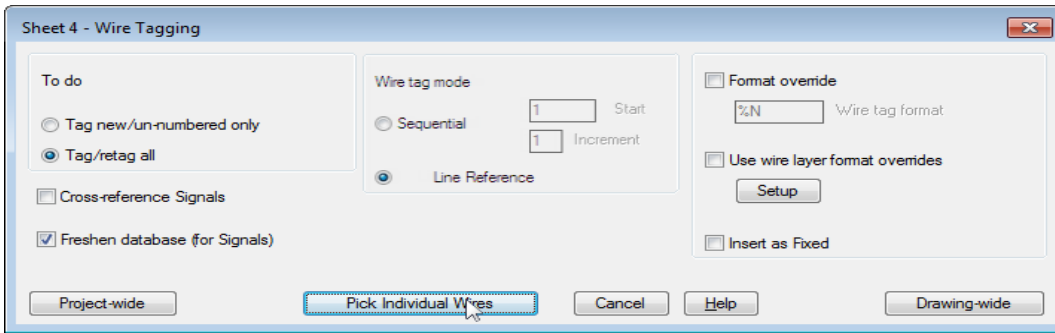 Sheet 4 - Wire Tagging
To do
Tag new/un-numbered only
Tag/retag all
Cross-reference Signals
Freshen database (for Signals)
Wire tag mode
Sequential
1 Start
1 Increment
Line Reference
Format override
%N Wire tag format
Use wire layer format overrides
Setup
Insert as Fixed
Project-wide Pick Individual Wires Cancel Help Drawing-wide